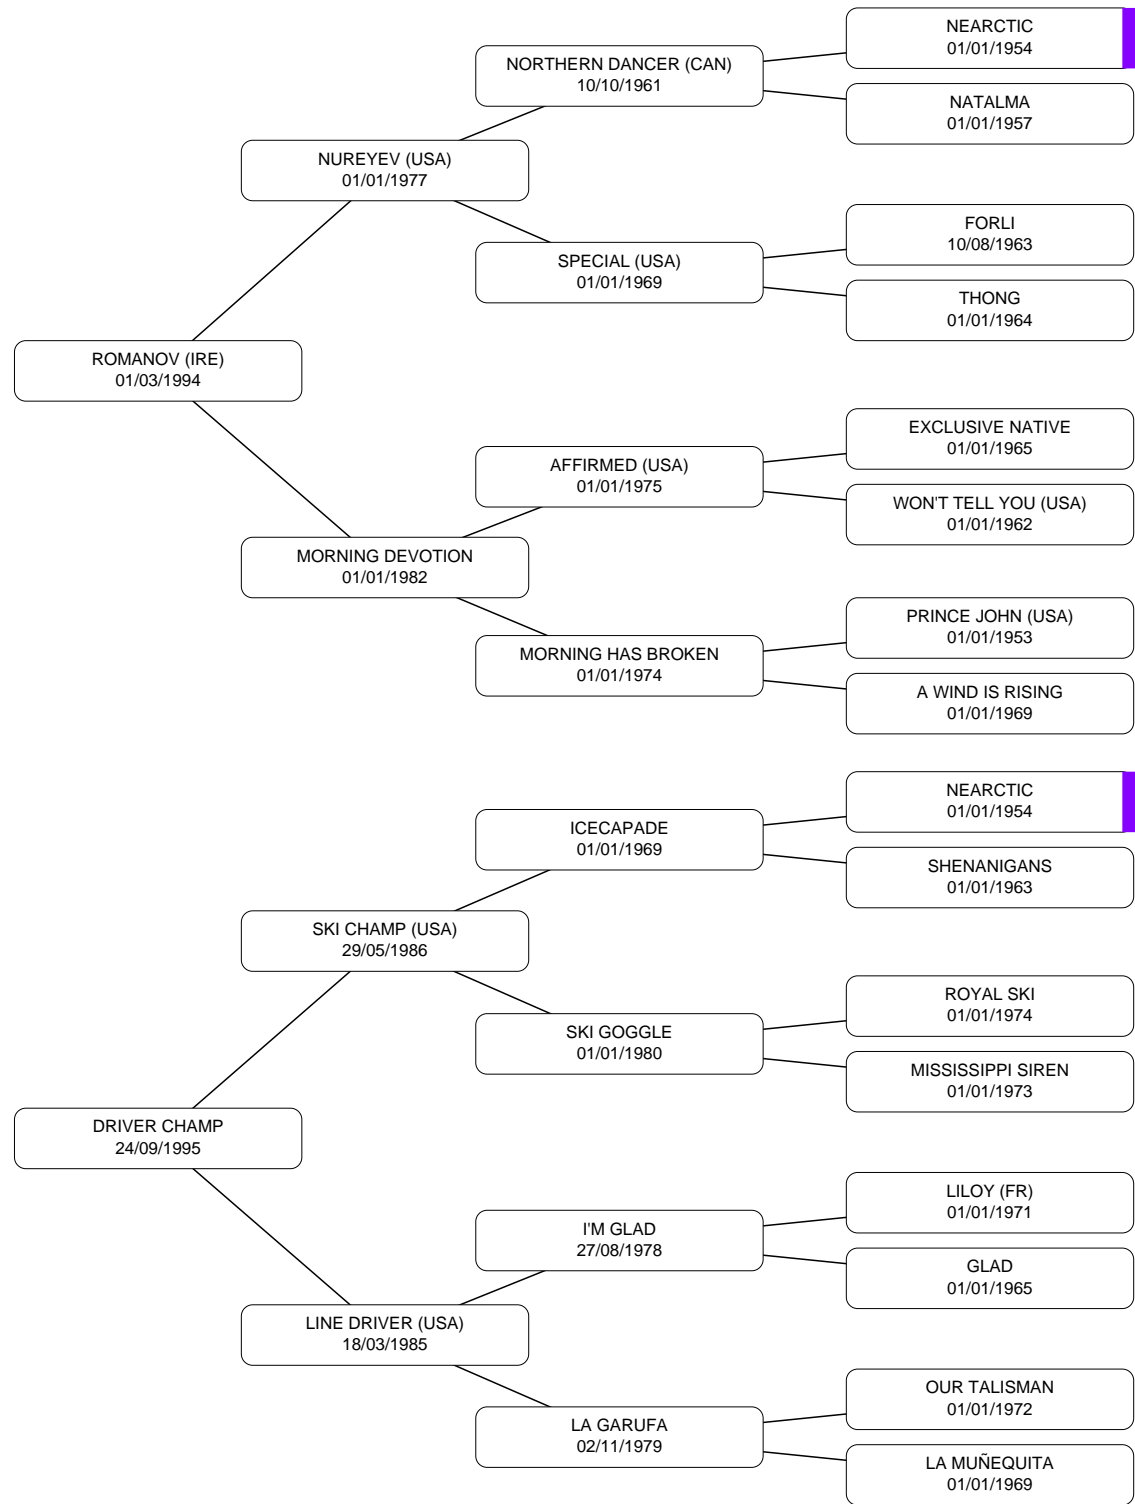 NEARCTIC
01/01/1954
NORTHERN DANCER (CAN)
10/10/1961
NATALMA
01/01/1957
NUREYEV (USA)
01/01/1977
FORLI
10/08/1963
SPECIAL (USA)
01/01/1969
THONG
01/01/1964
ROMANOV (IRE)
01/03/1994
EXCLUSIVE NATIVE
01/01/1965
AFFIRMED (USA)
01/01/1975
WON'T TELL YOU (USA)
01/01/1962
MORNING DEVOTION
01/01/1982
PRINCE JOHN (USA)
01/01/1953
MORNING HAS BROKEN
01/01/1974
A WIND IS RISING
01/01/1969
NEARCTIC
01/01/1954
ICECAPADE
01/01/1969
SHENANIGANS
01/01/1963
SKI CHAMP (USA)
29/05/1986
ROYAL SKI
01/01/1974
SKI GOGGLE
01/01/1980
MISSISSIPPI SIREN
01/01/1973
DRIVER CHAMP
24/09/1995
LILOY (FR)
01/01/1971
I'M GLAD
27/08/1978
GLAD
01/01/1965
LINE DRIVER (USA)
18/03/1985
OUR TALISMAN
01/01/1972
LA GARUFA
02/11/1979
LA MUÑEQUITA
01/01/1969